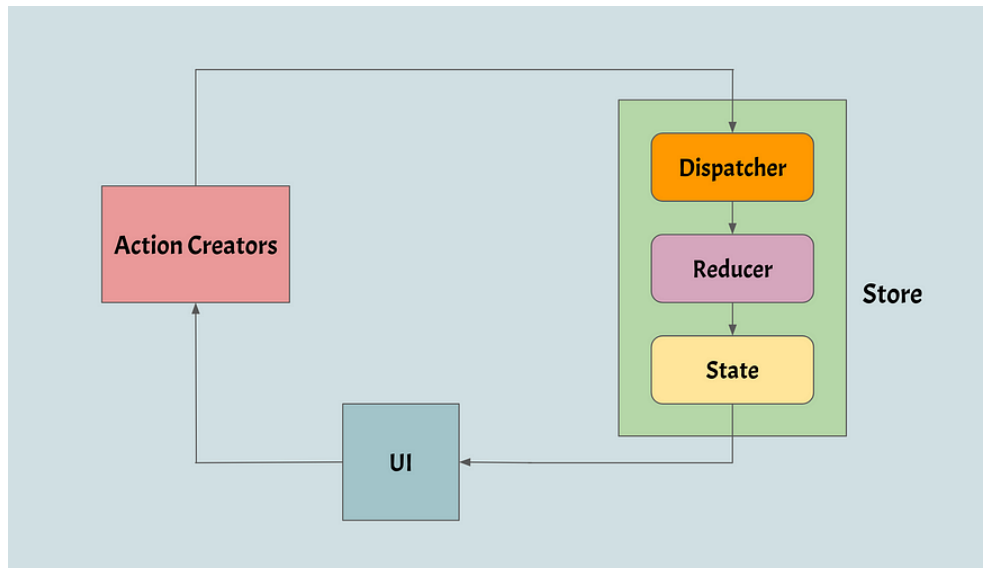 Dispatcher
Action Creators
Reducer
Store
State
UI